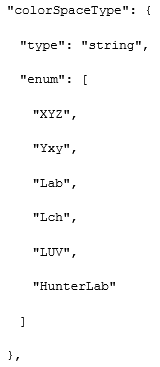 "colorSpaceType": {
"type": "string",
"enum": [
"XYZ",
"Yxy",
"Lab",
"Lch",
"LUV",
"HunterLab"
]
},